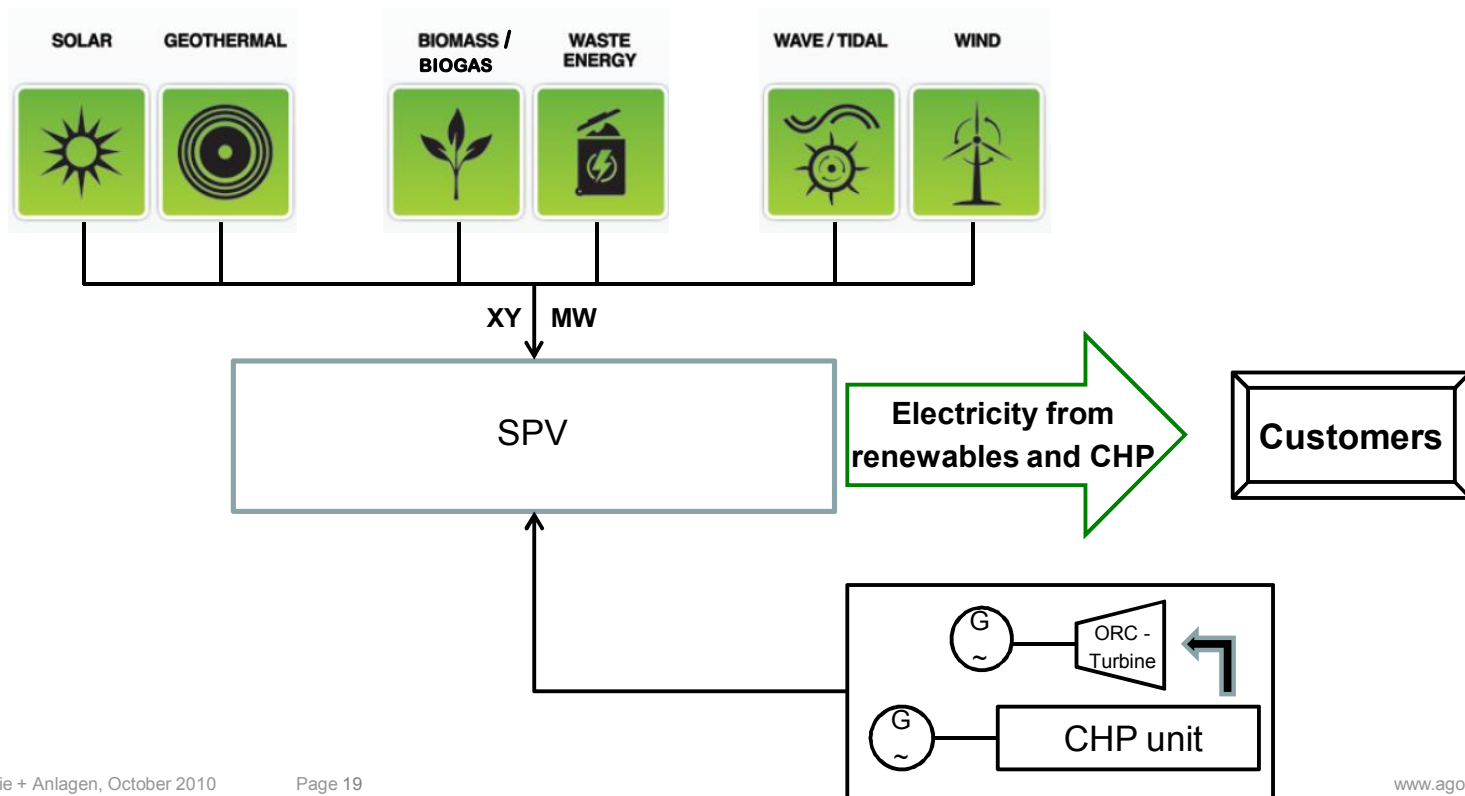 SOLAR
GEOTHERMAL
BIOMASS /
BIOGAS
WASTE
ENERGY
WAVE / TIDAL
WIND
XY
MW
SPV
Electricity from
renewables and CHP
Customers
G
~
ORC -
Turbine
G
~
CHP unit
ie + Anlagen, October 2010
Page 19
www.ago